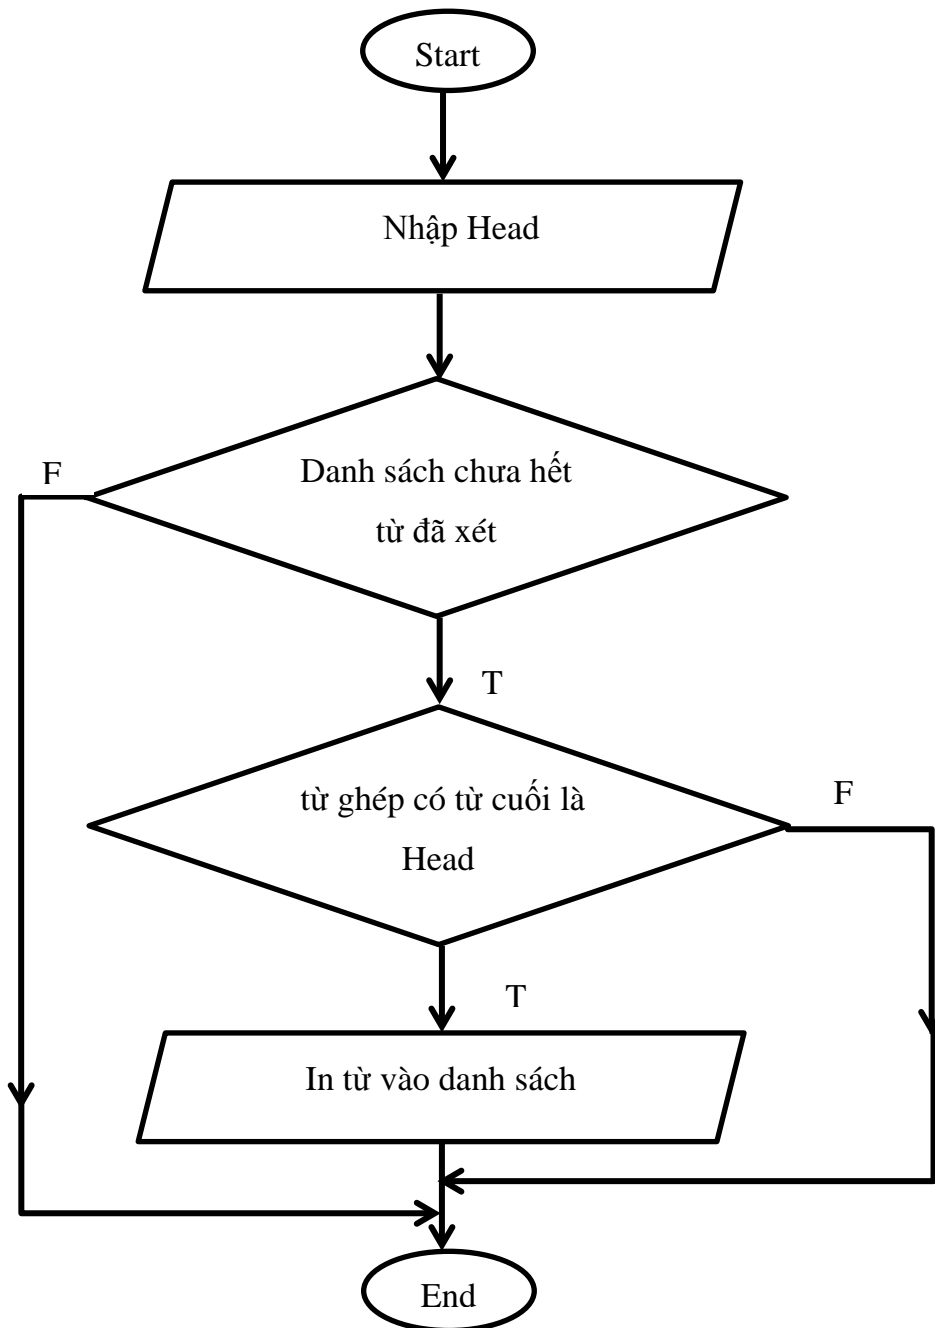 Start
Nhập Head
F
Danh sách chưa hết
từ đã xét
T
từ ghép có từ cuối là
Head
F
T
In từ vào danh sách
End